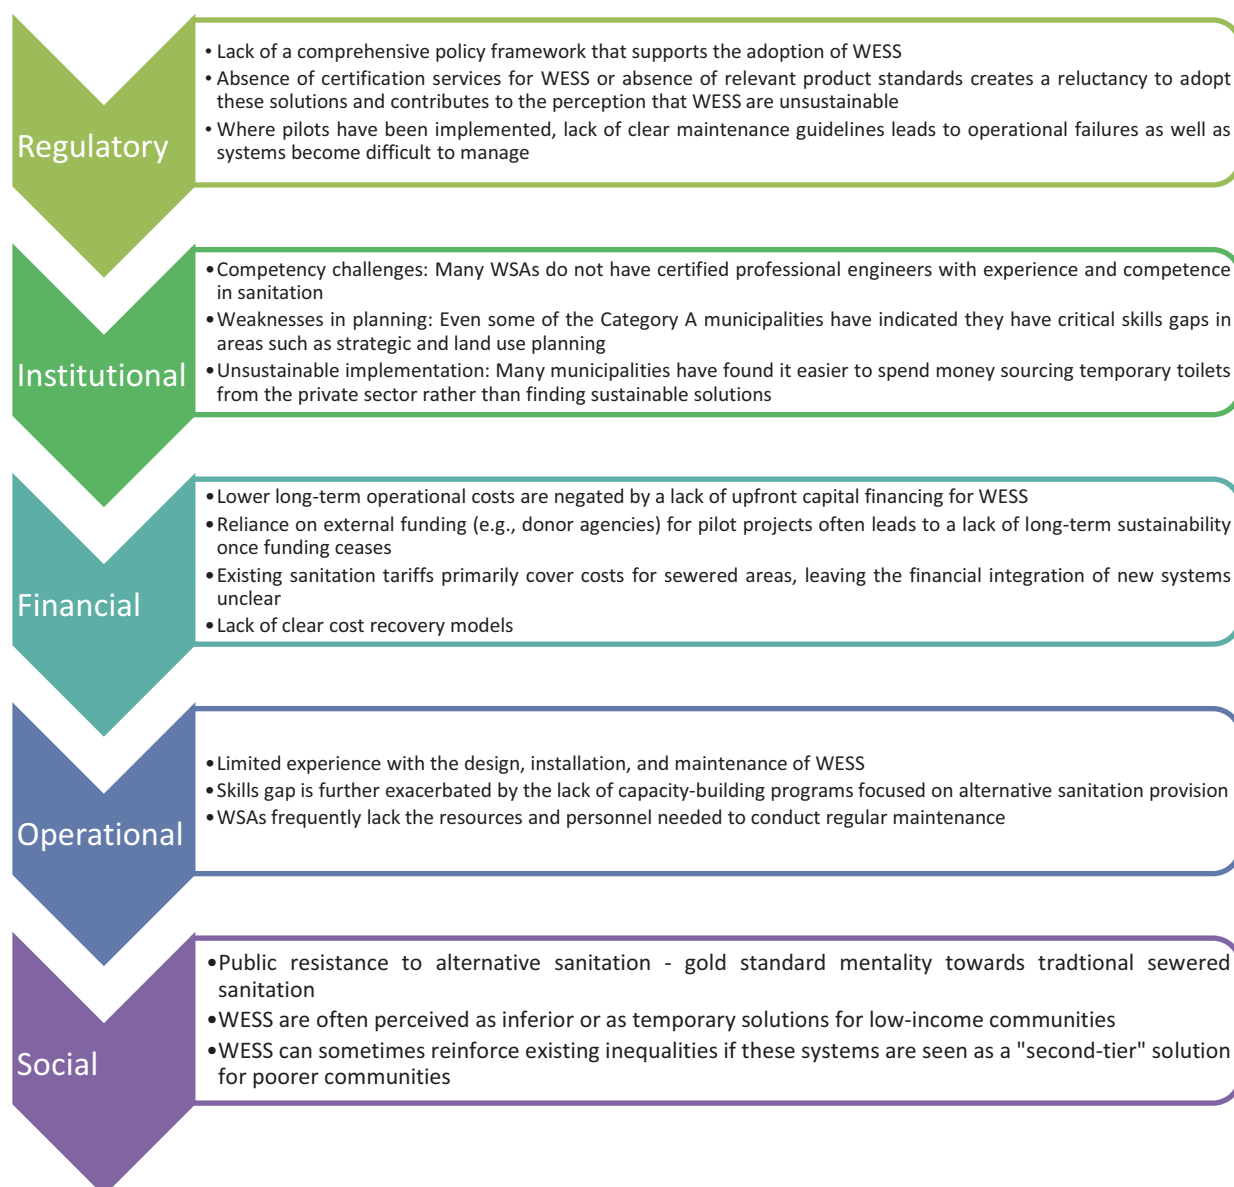 Regulatory
• Lack of a comprehensive policy framework that supports the adoption of WESS
• Absence of certification services for WESS or absence of relevant product standards creates a reluctancy to adopt
these solutions and contributes to the perception that WESS are unsustainable
• Where pilots have been implemented, lack of clear maintenance guidelines leads to operational failures as well as
systems become difficult to manage
Institutional
•Competency challenges: Many WSAs do not have certified professional engineers with experience and competence
in sanitation
•Weaknesses in planning: Even some of the Category A municipalities have indicated they have critical skills gaps in
areas such as strategic and land use planning
•Unsustainable implementation: Many municipalities have found it easier to spend money sourcing temporary toilets
from the private sector rather than finding sustainable solutions
Financial
•Lower long-term operational costs are negated by a lack of upfront capital financing for WESS
•Reliance on external funding (e.g., donor agencies) for pilot projects often leads to a lack of long-term sustainability
once funding ceases
•Existing sanitation tariffs primarily cover costs for sewered areas, leaving the financial integration of new systems
unclear
•Lack of clear cost recovery models
Operational
•Limited experience with the design, installation, and maintenance of WESS
•Skills gap is further exacerbated by the lack of capacity-building programs focused on alternative sanitation provision
•WSAs frequently lack the resources and personnel needed to conduct regular maintenance
Social
•Public resistance to alternative sanitation - gold standard mentality towards tradtional sewered
sanitation
•WESS are often perceived as inferior or as temporary solutions for low-income communities
•WESS can sometimes reinforce existing inequalities if these systems are seen as a "second-tier" solution
for poorer communities